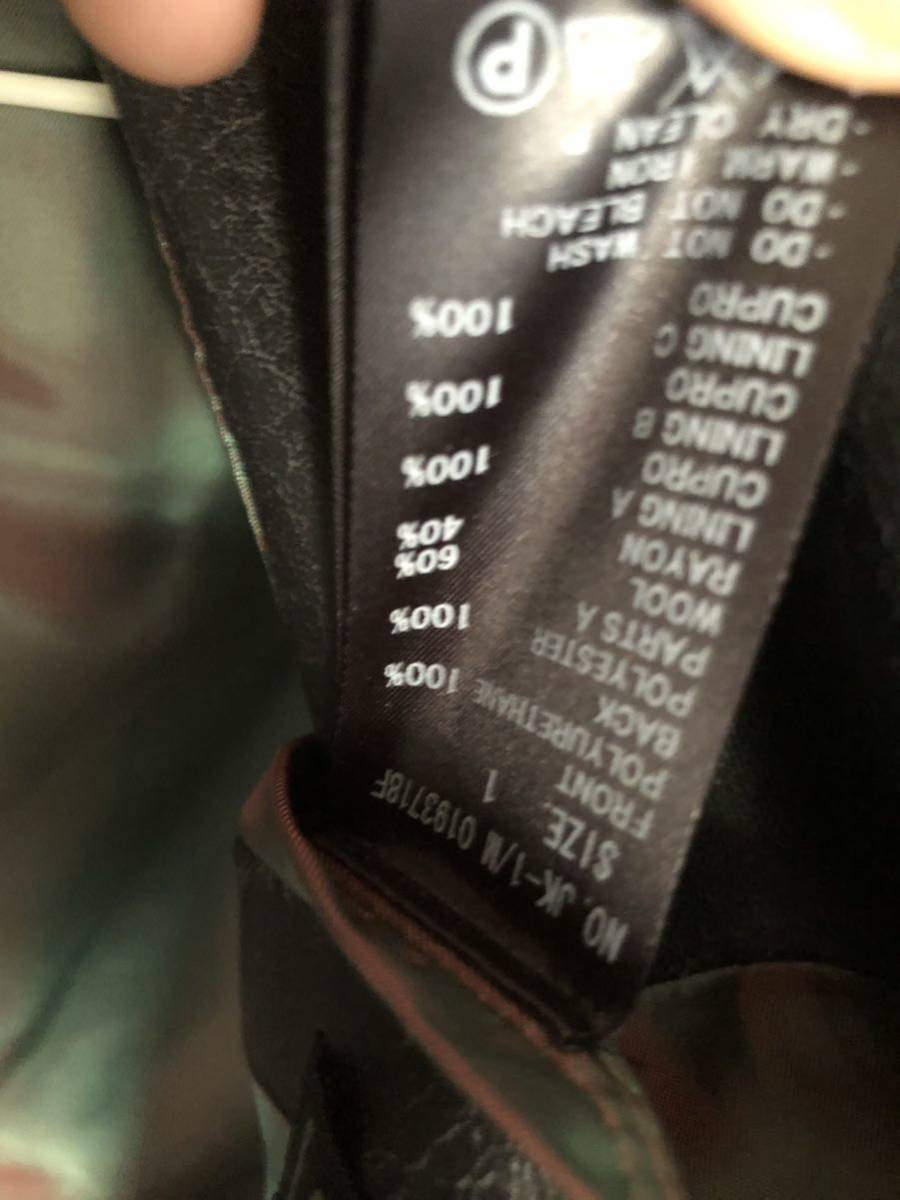 NO. JK-1/M 0193718F
SIZE 1
FRONT
POLYURETHANE 100%
BACK
POLYESTER 100%
PARTS A
WOOL 60%
RAYON 40%
LINING A
CUPRO 100%
LINING B
CUPRO 100%
LINING C
CUPRO 100%
-DO NOT WASH
-DO NOT BLEACH
-WARM IRON
-DRY CLEAN
P